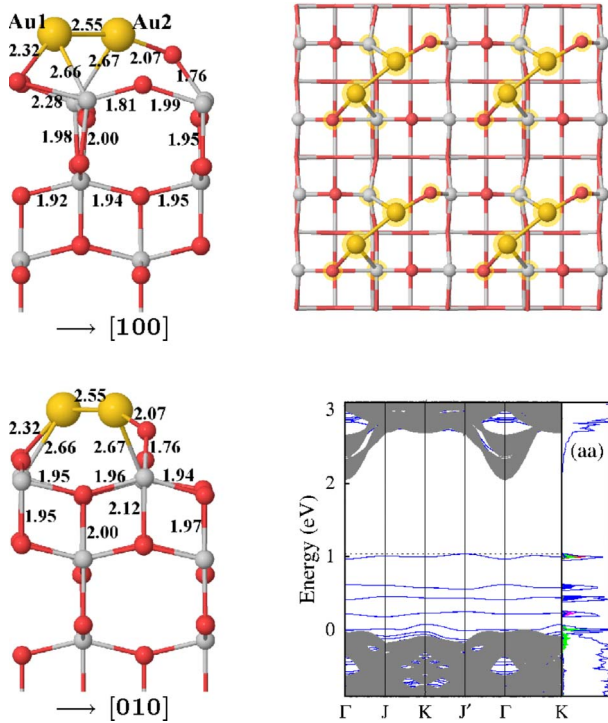 Au1 2.55 Au2
2.32 2.07
2.66 2.67 1.76
2.28 1.81 1.99
1.98 2.00 1.95
1.92 1.94 1.95
→ [100]
2.55
2.32 2.07
2.66 2.67 1.76
1.95 1.96 1.94
1.95 2.12 1.97
2.00
→ [010]
3
(aa)
2
Energy (eV)
1
0
Γ J K J′ Γ K